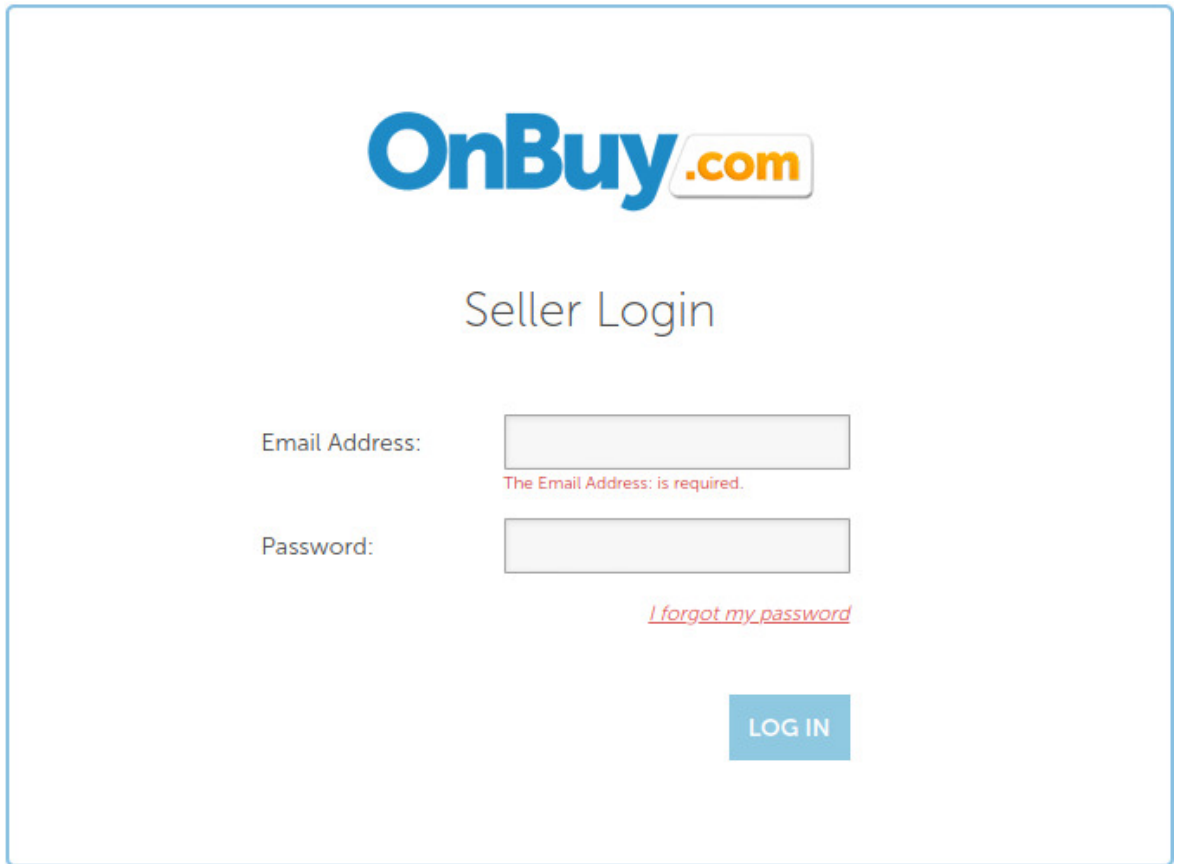 OnBuy.com
Seller Login
Email Address:
The Email Address: is required.
Password:
I forgot my password
LOG IN